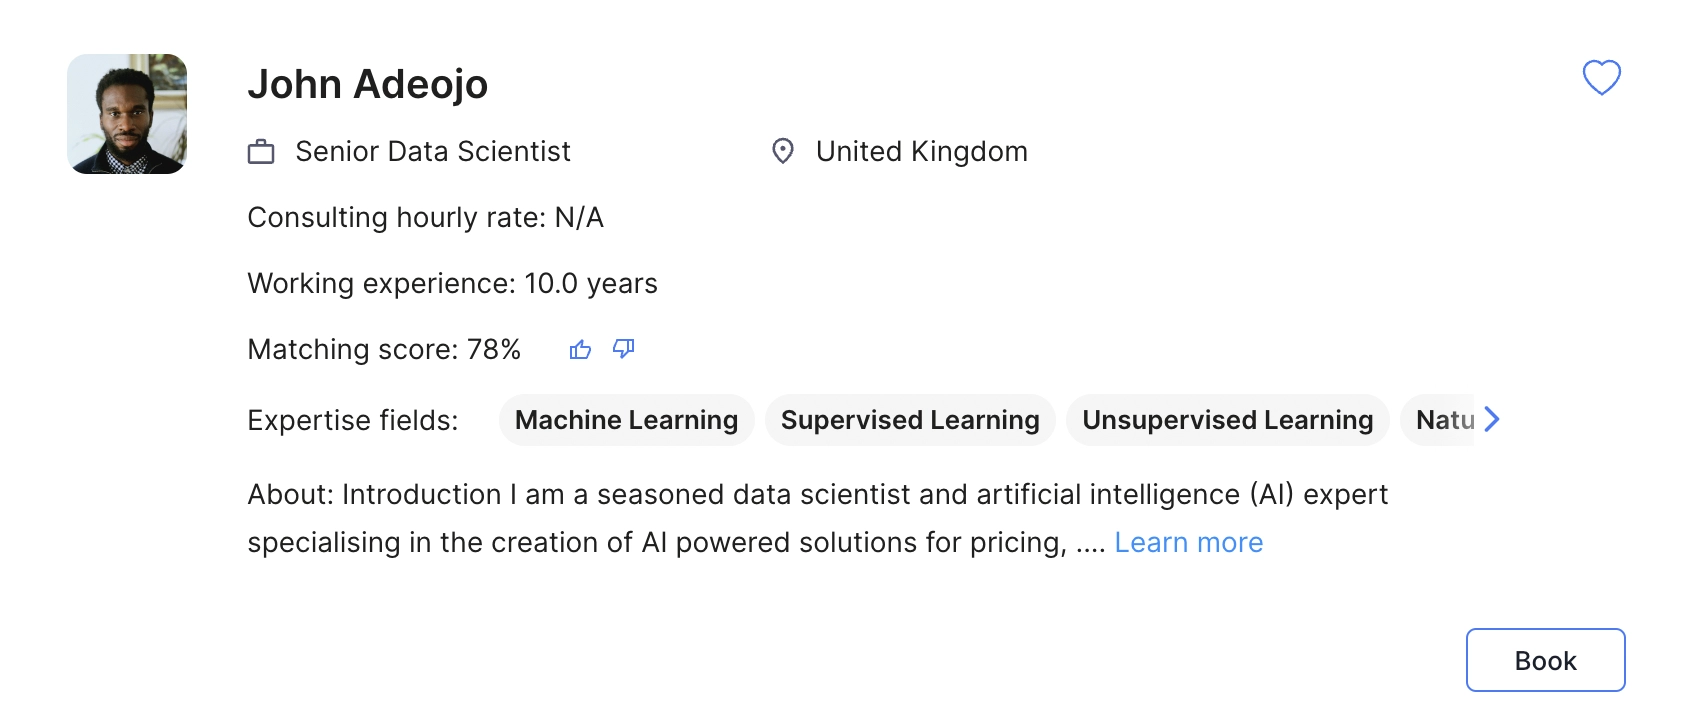 John Adeojo
Senior Data Scientist United Kingdom
Consulting hourly rate: N/A
Working experience: 10.0 years
Matching score: 78%
Expertise fields: Machine Learning Supervised Learning Unsupervised Learning Natu
About: Introduction I am a seasoned data scientist and artificial intelligence (AI) expert
specialising in the creation of AI powered solutions for pricing, .... Learn more
Book